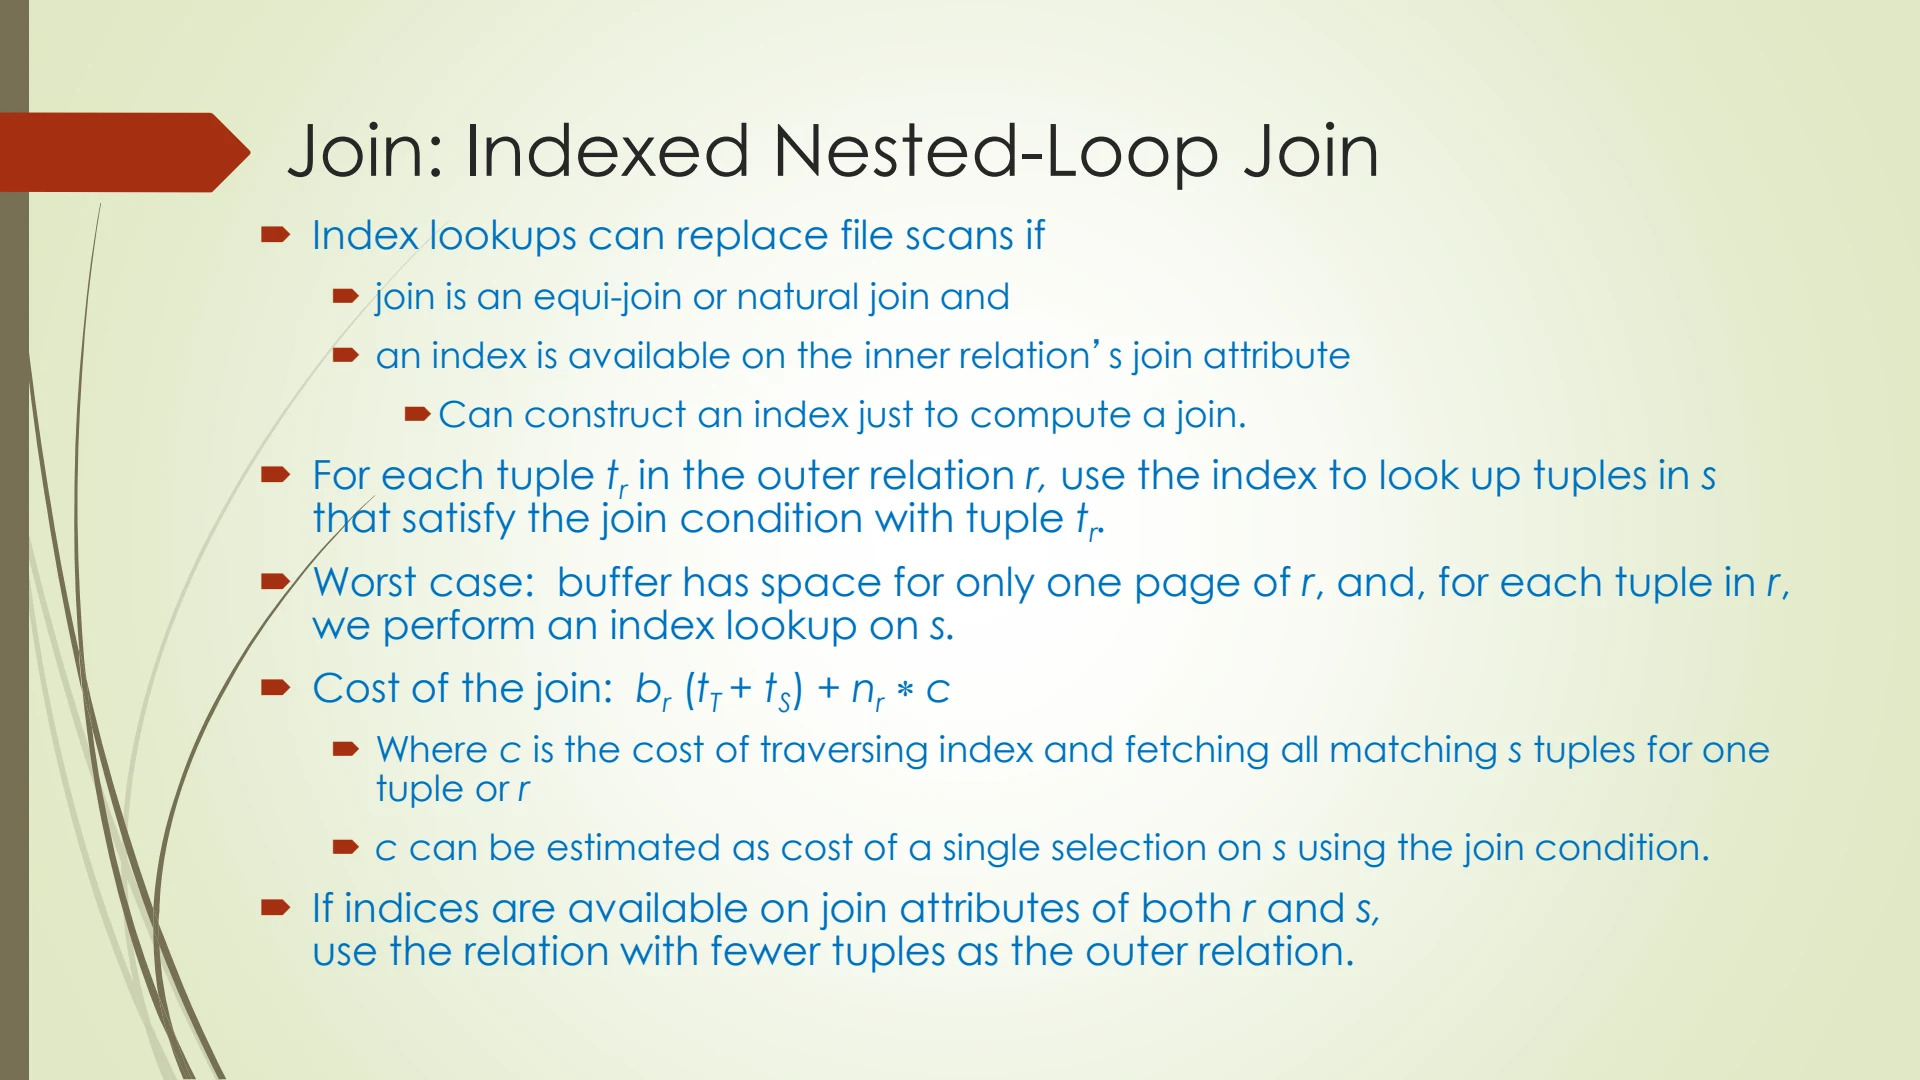 Join: Indexed Nested-Loop Join
Index lookups can replace file scans if
join is an equi-join or natural join and
an index is available on the inner relation’s join attribute
Can construct an index just to compute a join.
For each tuple t_r in the outer relation r, use the index to look up tuples in s
that satisfy the join condition with tuple t_r.
Worst case:  buffer has space for only one page of r, and, for each tuple in r,
we perform an index lookup on s.
Cost of the join:  b_r (t_T + t_S) + n_r ∗ c
Where c is the cost of traversing index and fetching all matching s tuples for one
tuple or r
c can be estimated as cost of a single selection on s using the join condition.
If indices are available on join attributes of both r and s,
use the relation with fewer tuples as the outer relation.